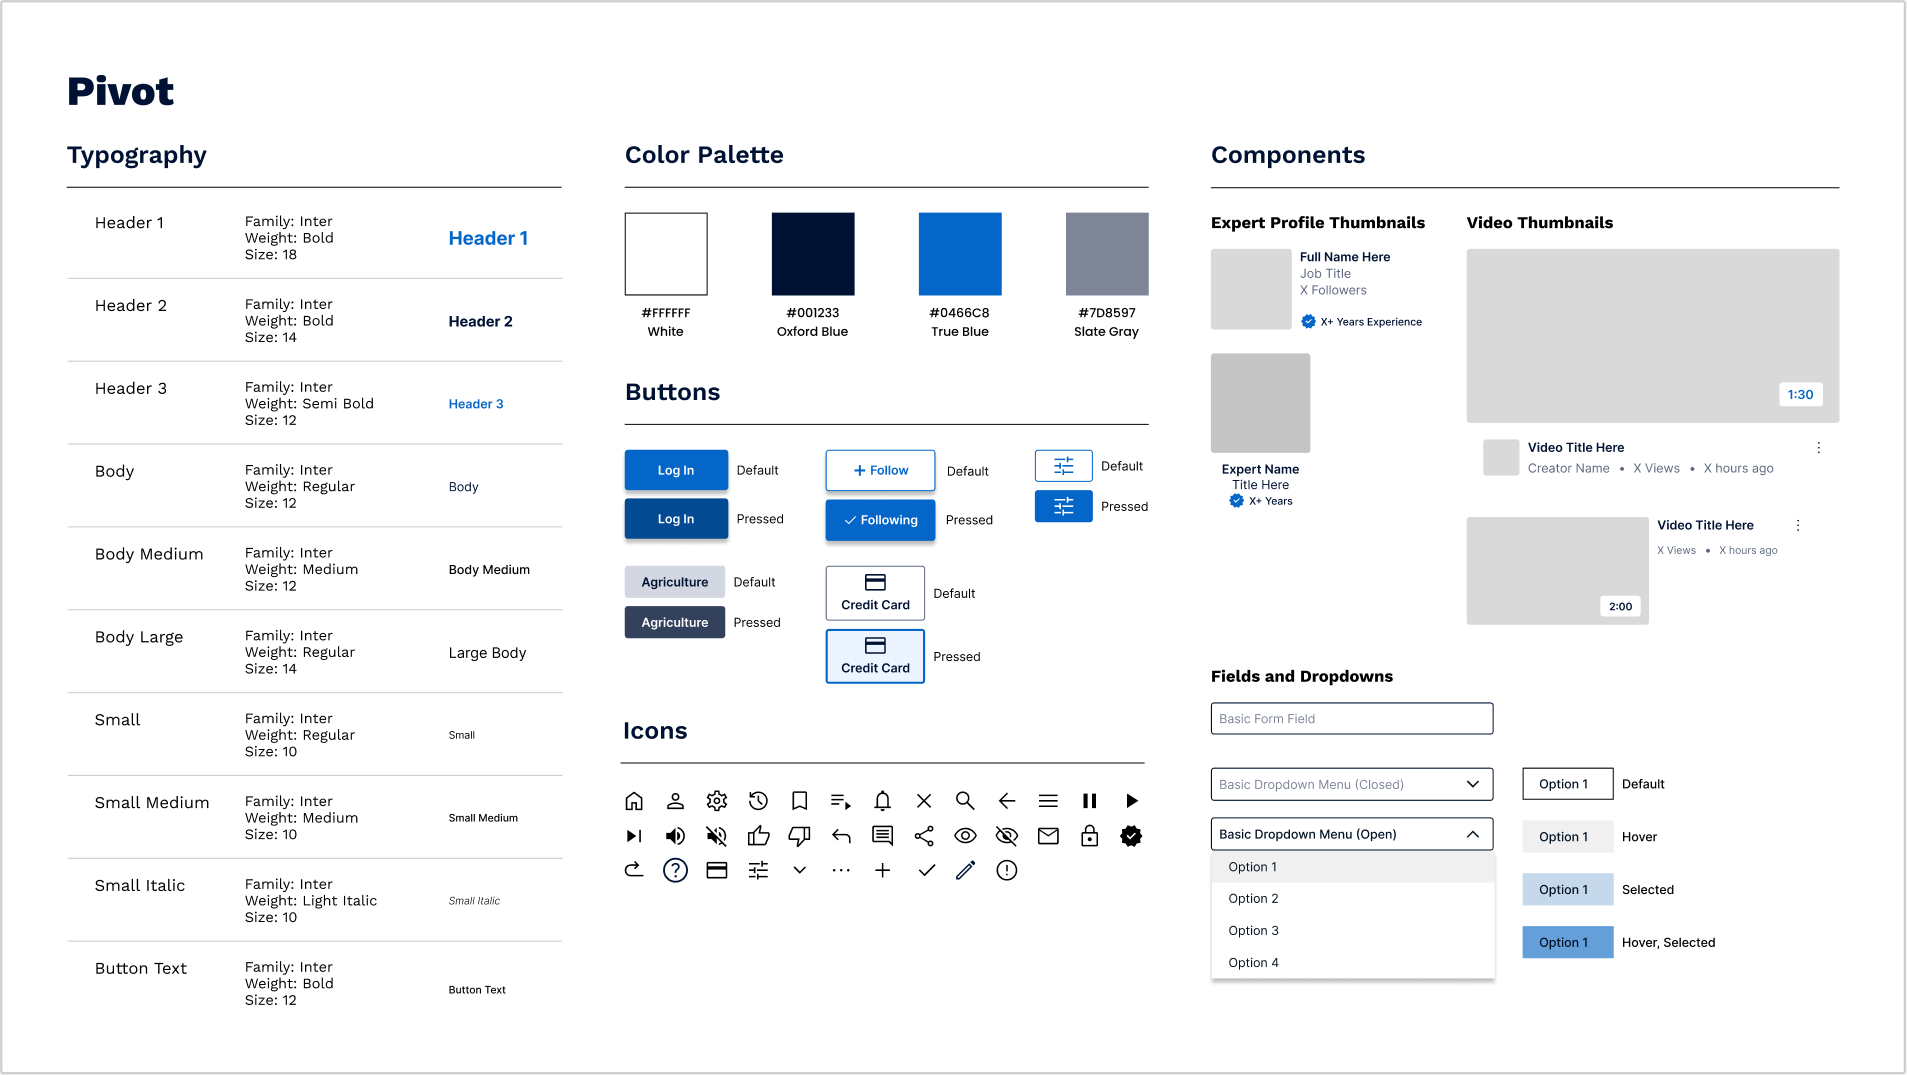 Pivot
Typography
Header 1
Family: Inter
Weight: Bold
Size: 18
Header 1
Header 2
Family: Inter
Weight: Bold
Size: 14
Header 2
Header 3
Family: Inter
Weight: Semi Bold
Size: 12
Header 3
Body
Family: Inter
Weight: Regular
Size: 12
Body
Body Medium
Family: Inter
Weight: Medium
Size: 12
Body Medium
Body Large
Family: Inter
Weight: Regular
Size: 14
Large Body
Small
Family: Inter
Weight: Regular
Size: 10
Small
Small Medium
Family: Inter
Weight: Medium
Size: 10
Small Medium
Small Italic
Family: Inter
Weight: Light Italic
Size: 10
Small Italic
Button Text
Family: Inter
Weight: Bold
Size: 12
Button Text
Color Palette
#FFFFFF
White
#001233
Oxford Blue
#0466C8
True Blue
#7D8597
Slate Gray
Buttons
Log In
Default
Log In
Pressed
+ Follow
Default
Following
Pressed
Default
Pressed
Agriculture
Default
Agriculture
Pressed
Credit Card
Default
Credit Card
Pressed
Icons
Components
Expert Profile Thumbnails
Full Name Here
Job Title
X Followers
X+ Years Experience
Expert Name
Title Here
X+ Years
Video Thumbnails
1:30
Video Title Here
Creator Name • X Views • X hours ago
2:00
Video Title Here
X Views • X hours ago
Fields and Dropdowns
Basic Form Field
Basic Dropdown Menu (Closed)
Basic Dropdown Menu (Open)
Option 1
Option 2
Option 3
Option 4
Option 1
Default
Option 1
Hover
Option 1
Selected
Option 1
Hover, Selected